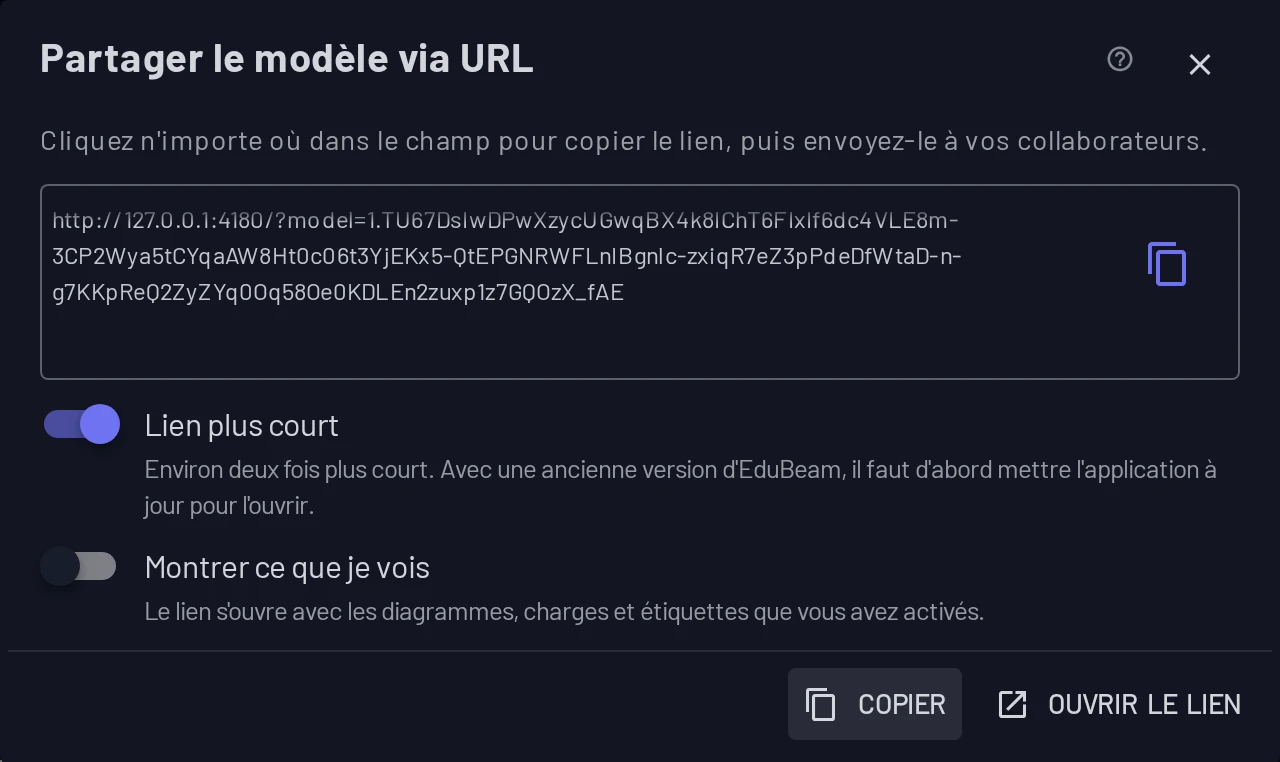 Partager le modèle via URL
Cliquez n'importe où dans le champ pour copier le lien, puis envoyez-le à vos collaborateurs.
http://127.0.0.1:4180/?model=1.TU67DsIwDPwXzycUGwqBX4k8IChT6FIxIf6dc4VLE8m-
3CP2Wya5tCYqaAW8Ht0c06t3YjEKx5-QtEPGNRWFLnIBgnIc-zxiqR7eZ3pPdeDfWtaD-n-
g7KKpReQ2ZyZYq0Oq58Oe0KDLEn2zuxp1z7GQOzX_fAE
Lien plus court
Environ deux fois plus court. Avec une ancienne version d'EduBeam, il faut d'abord mettre l'application à
jour pour l'ouvrir.
Montrer ce que je vois
Le lien s'ouvre avec les diagrammes, charges et étiquettes que vous avez activés.
COPIER
OUVRIR LE LIEN